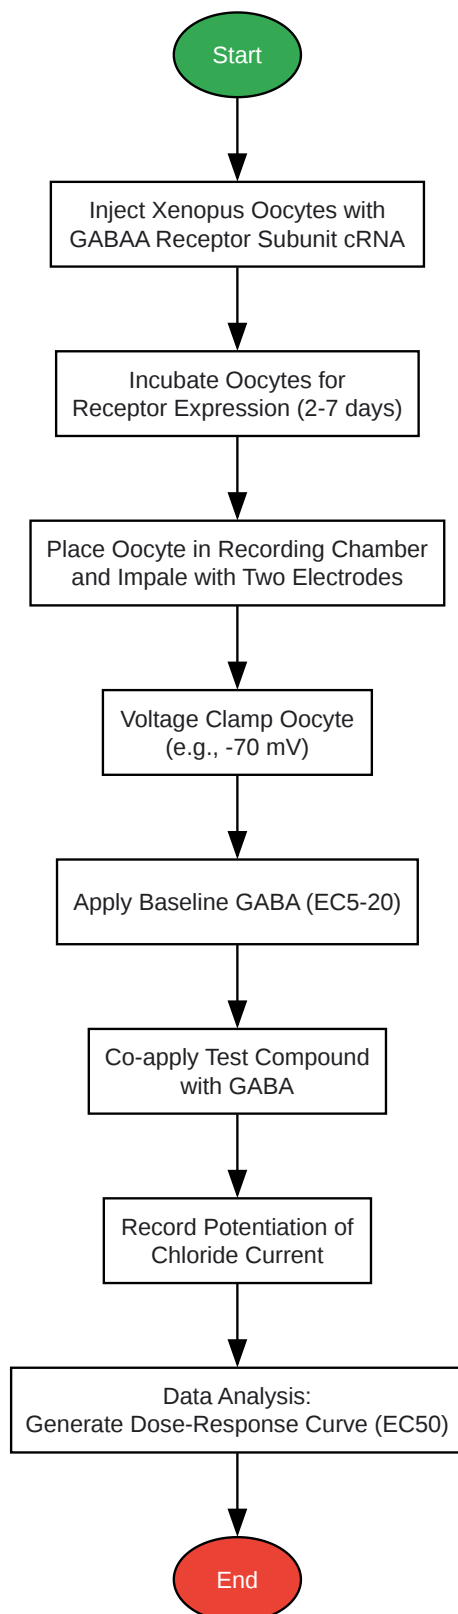 Start
Inject Xenopus Oocytes with
GABAA Receptor Subunit cRNA
Incubate Oocytes for
Receptor Expression (2-7 days)
Place Oocyte in Recording Chamber
and Impale with Two Electrodes
Voltage Clamp Oocyte
(e.g., -70 mV)
Apply Baseline GABA (EC5-20)
Co-apply Test Compound
with GABA
Record Potentiation of
Chloride Current
Data Analysis:
Generate Dose-Response Curve (EC50)
End